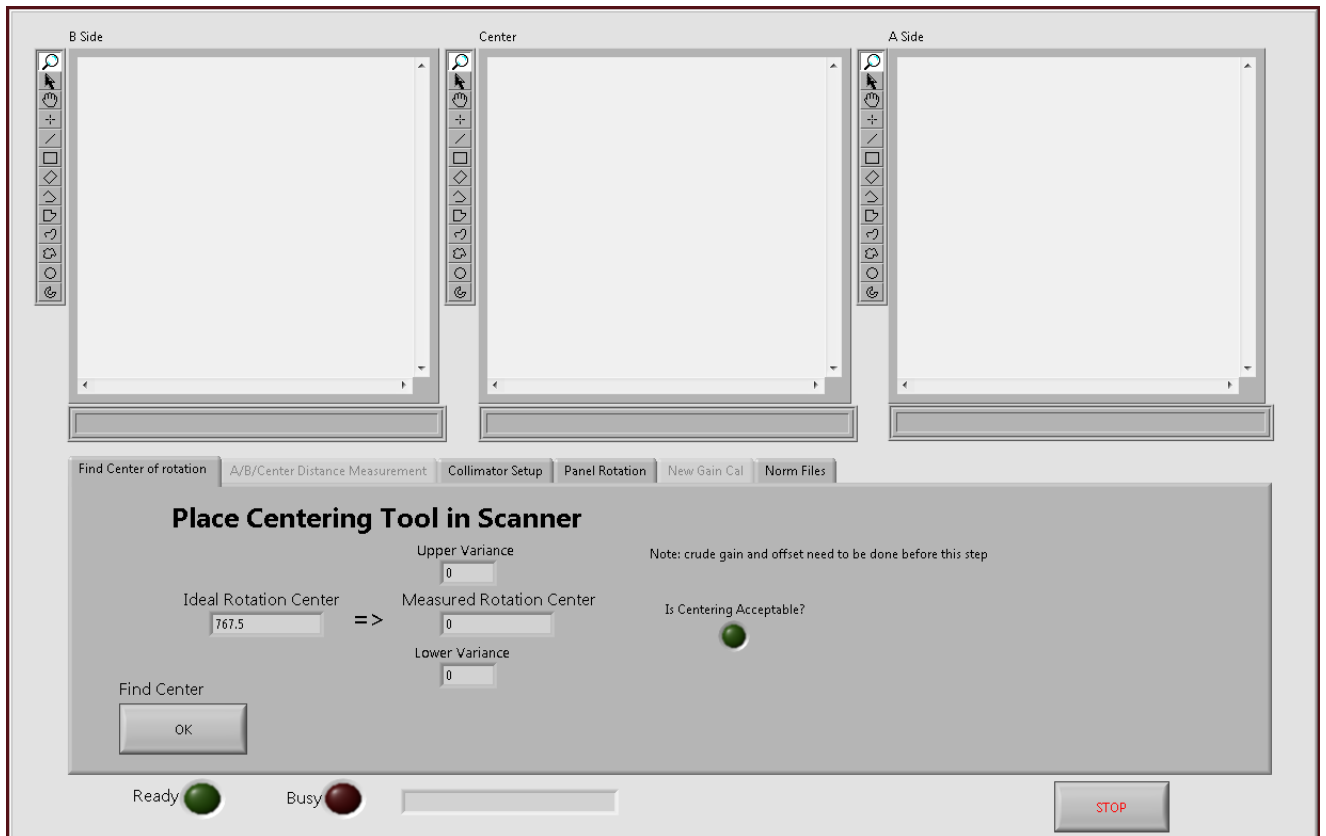 B Side
Center
A Side
Find Center of rotation
A/B/Center Distance Measurement
Collimator Setup
Panel Rotation
New Gain Cal
Norm Files
Place Centering Tool in Scanner
Upper Variance
0
Note: crude gain and offset need to be done before this step
Ideal Rotation Center
767.5
=>
Measured Rotation Center
0
Is Centering Acceptable?
Lower Variance
0
Find Center
OK
Ready
Busy
STOP